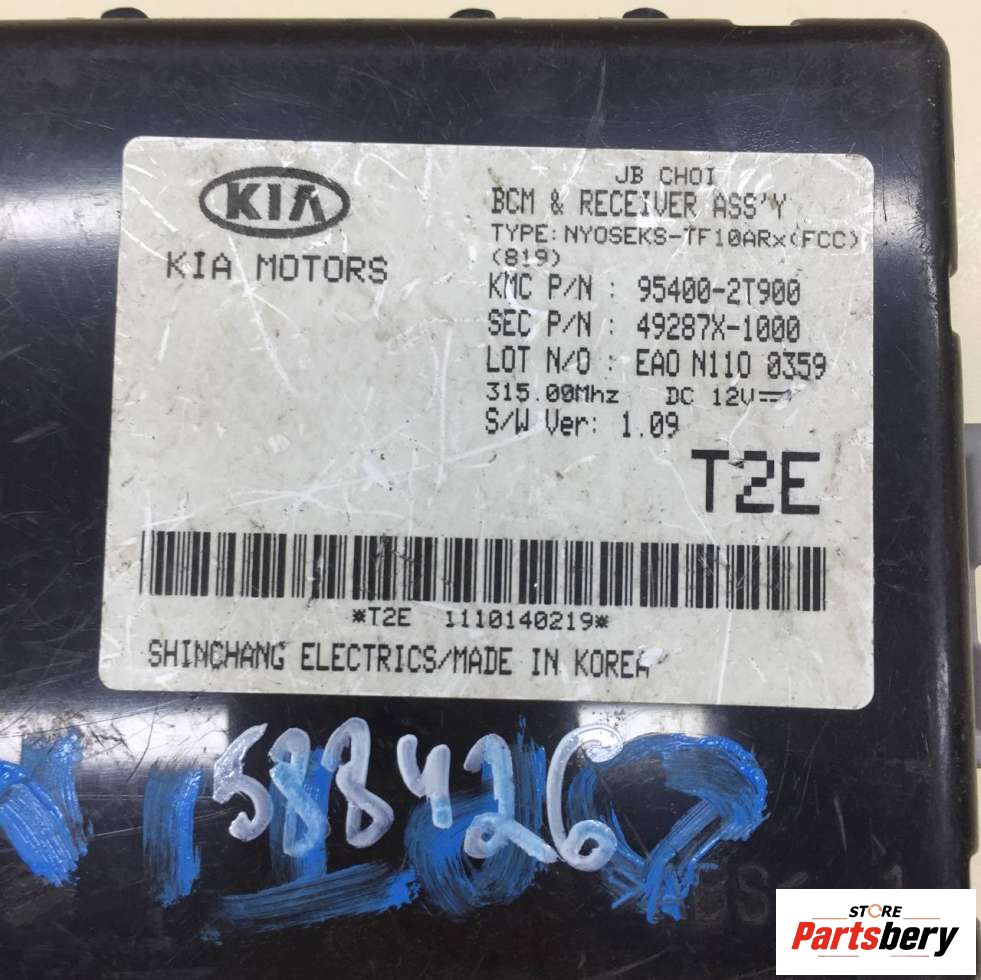 JB CHOI
KIA
BCM & RECEIVER ASS'Y
KIA MOTORS
TYPE: NYOSEKS-TF10ARx(FCC)
(819)
KMC P/N : 95400-2T900
SEC P/N : 49287X-1000
LOT N/O : EAO N110 0359
315.00Mhz DC 12V
S/W Ver: 1.09
T2E
*T2E 1110140219*
SHINCHANG ELECTRICS/MADE IN KOREA
588426
STORE
Partsbery